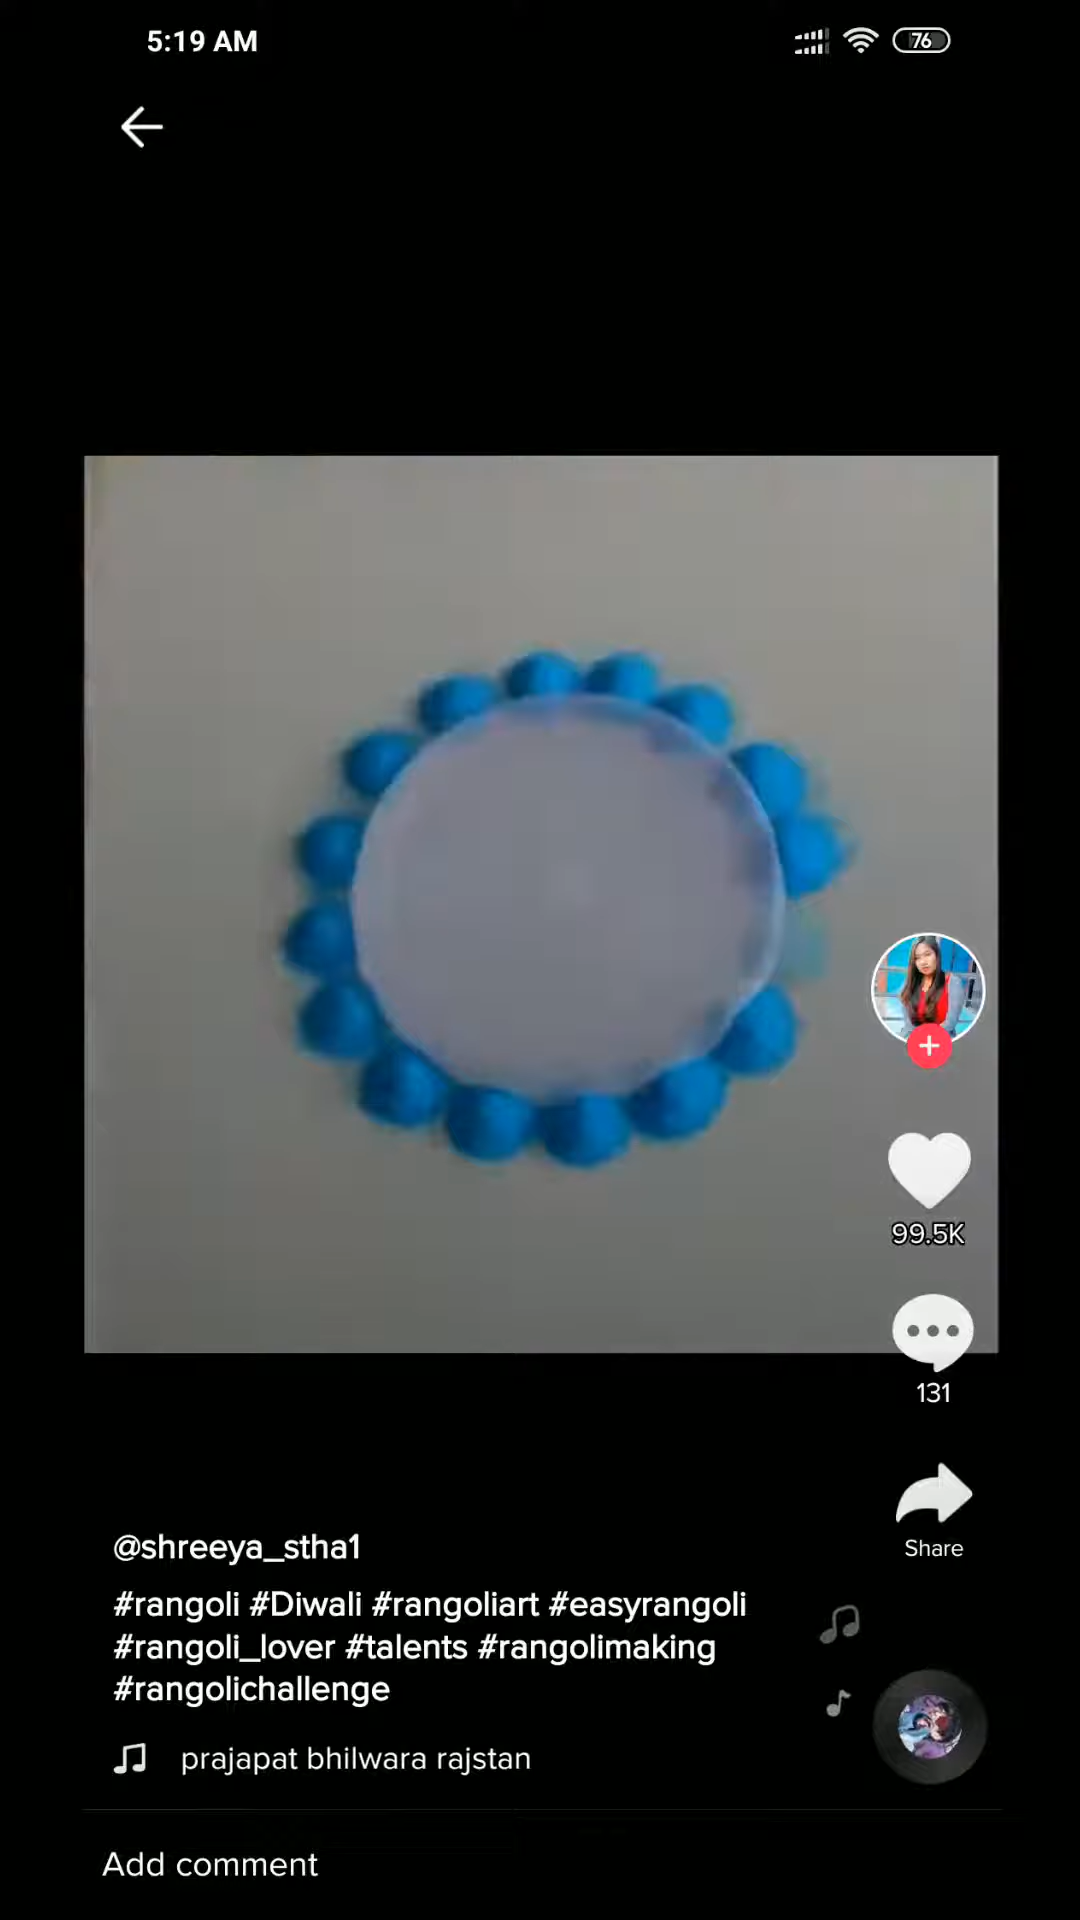 5:19 AM
76
99.5K
131
Share
@shreeya_stha1
#rangoli #Diwali #rangoliart #easyrangoli
#rangoli_lover #talents #rangolimaking
#rangolichallenge
prajapat bhilwara rajstan
Add comment